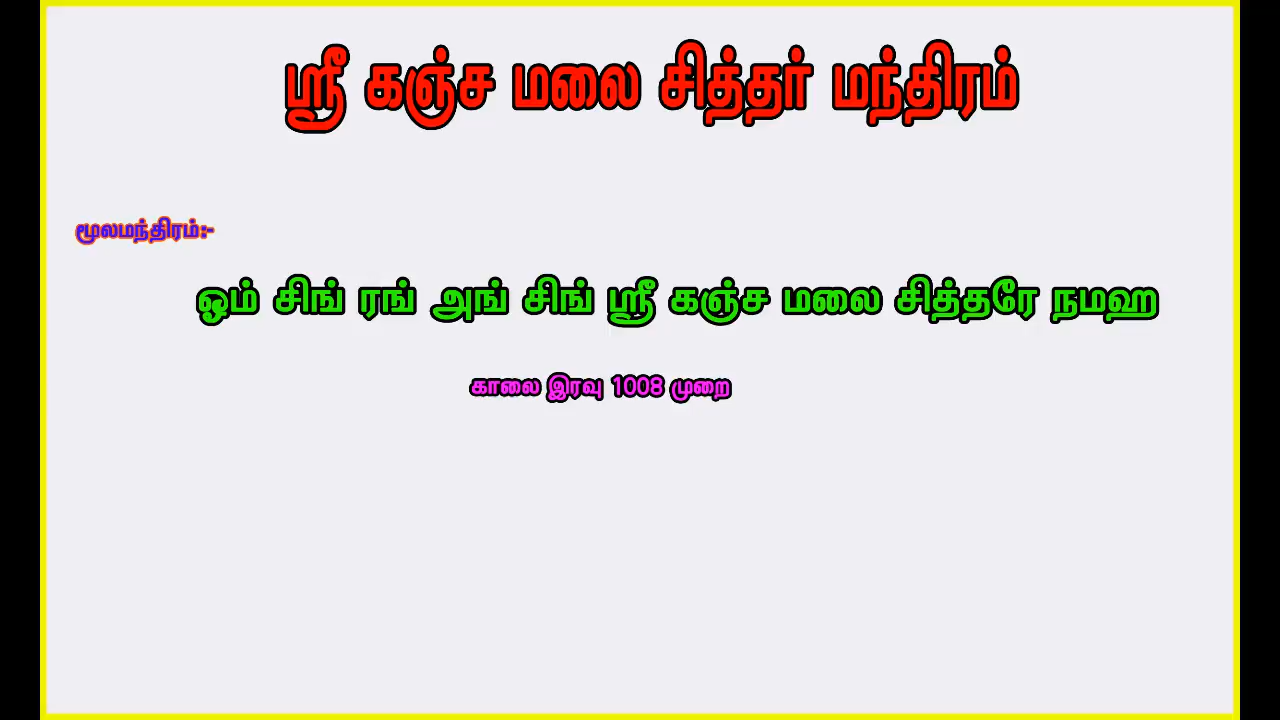 ஸ்ரீ கஞ்ச மலை சித்தர் மந்திரம்
மூலமந்திரம்:-
ஓம் சிங் ரங் அங் சிங் ஸ்ரீ கஞ்ச மலை சித்தரே நமஹ
காலை இரவு 1008 முறை